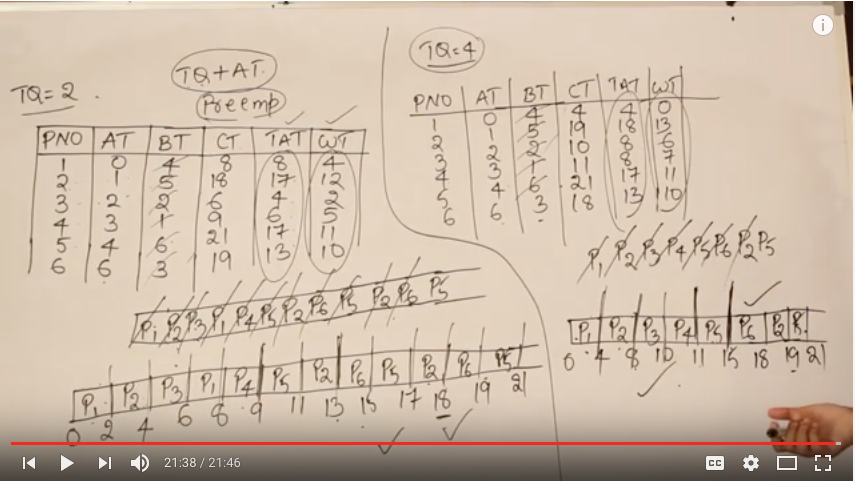 TQ = 2
TQ + AT
Preemp
PNO AT BT CT TAT WT
1 0 4 8 8 4
2 1 5 18 17 12
3 2 2 6 4 2
4 3 1 9 6 5
5 4 6 21 17 11
6 6 3 19 13 10
P1 P2 P3 P1 P4 P5 P2 P6 P5 P2 P6 P5
P1 P2 P3 P1 P4 P5 P2 P6 P5 P2 P6 P5
0 2 4 6 8 9 11 13 15 17 18 19 21
TQ = 4
PNO AT BT CT TAT WT
1 0 4 4 4 0
2 1 5 19 18 13
3 2 2 10 8 6
4 3 1 11 8 7
5 4 6 21 17 11
6 6 3 18 13 10
P1 P2 P3 P4 P5 P6 P2 P5
P1 P2 P3 P4 P5 P6 P2 P5
0 4 8 10 11 15 18 19 21
21:38 / 21:46
CC